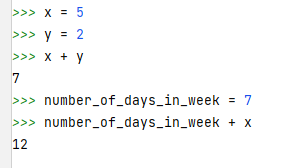 >>> x = 5
>>> y = 2
>>> x + y
7
>>> number_of_days_in_week = 7
>>> number_of_days_in_week + x
12